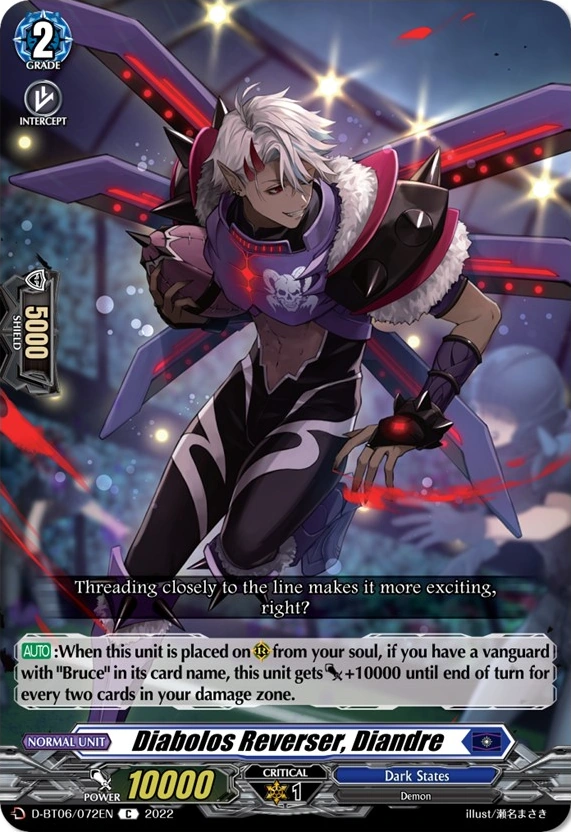 2
GRADE
INTERCEPT
5000
SHIELD
Threading closely to the line makes it more exciting,
right?
AUTO :When this unit is placed on R from your soul, if you have a vanguard
with "Bruce" in its card name, this unit gets +10000 until end of turn for
every two cards in your damage zone.
NORMAL UNIT Diabolos Reverser, Diandre
POWER 10000 CRITICAL 1 Dark States
Demon
D-BT06/072EN C 2022 illust/瀬名まさき